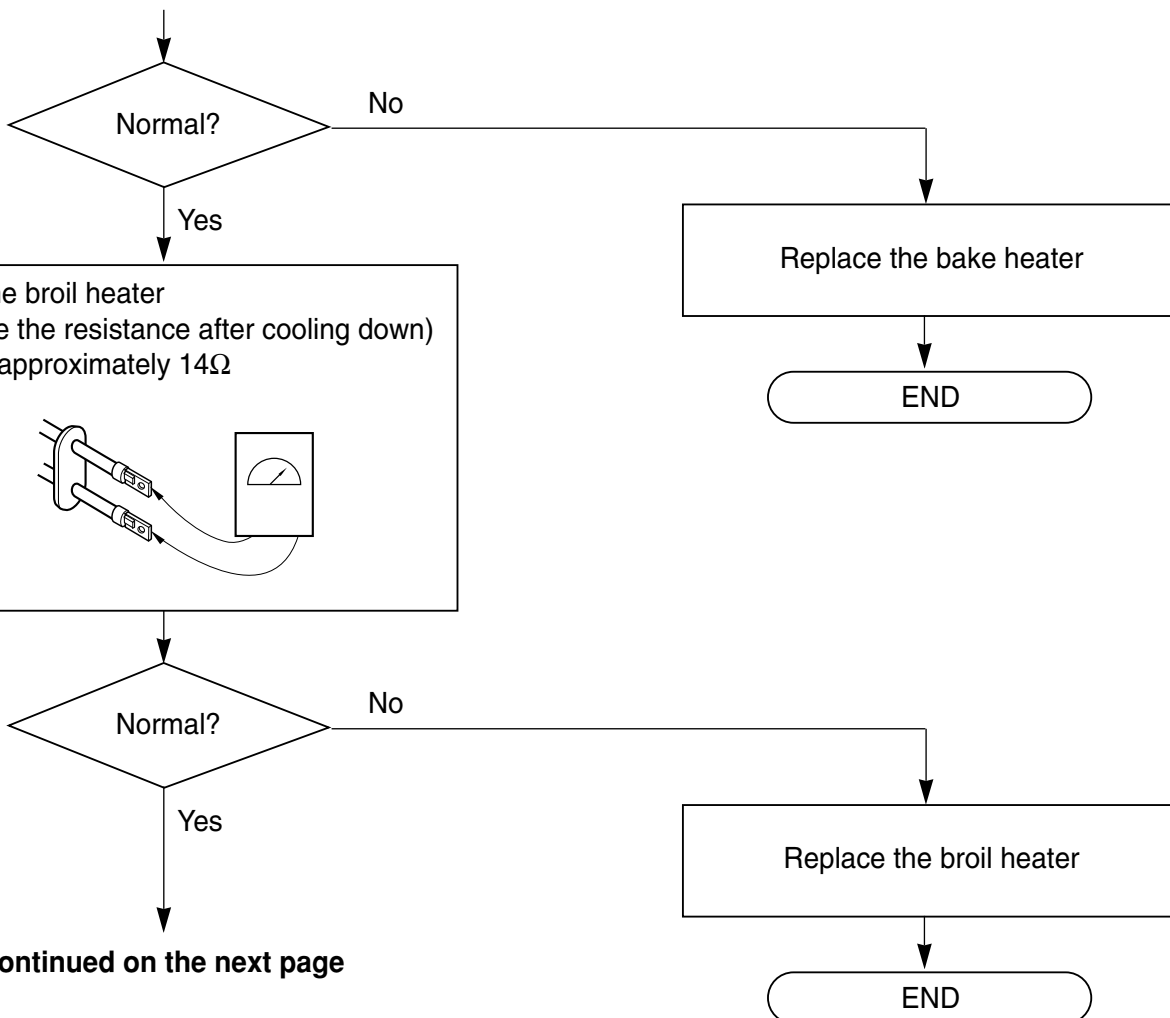 Normal?
No
Yes
Replace the bake heater
END
broil heater
the resistance after cooling down)
approximately 14Ω
Normal?
No
Yes
Replace the broil heater
END
ontinued on the next page